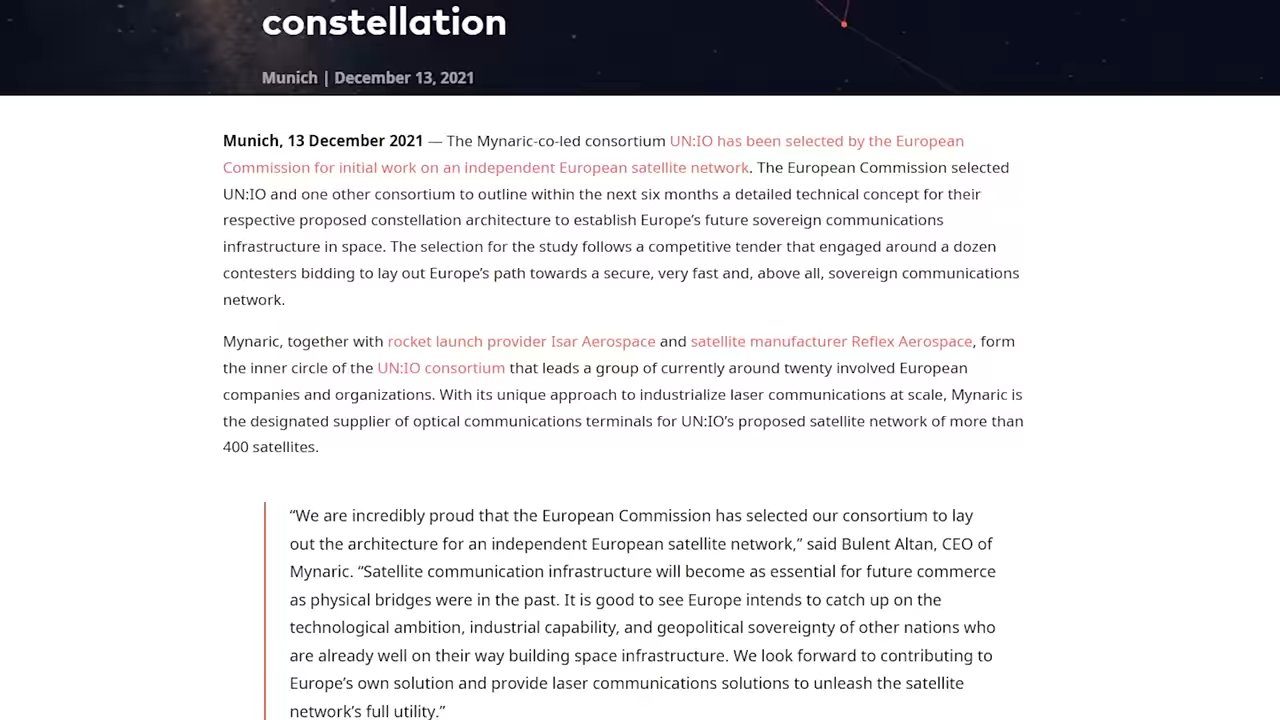 constellation
Munich | December 13, 2021
Munich, 13 December 2021 — The Mynaric-co-led consortium UN:IO has been selected by the European
Commission for initial work on an independent European satellite network. The European Commission selected
UN:IO and one other consortium to outline within the next six months a detailed technical concept for their
respective proposed constellation architecture to establish Europe’s future sovereign communications
infrastructure in space. The selection for the study follows a competitive tender that engaged around a dozen
contesters bidding to lay out Europe’s path towards a secure, very fast and, above all, sovereign communications
network.
Mynaric, together with rocket launch provider Isar Aerospace and satellite manufacturer Reflex Aerospace, form
the inner circle of the UN:IO consortium that leads a group of currently around twenty involved European
companies and organizations. With its unique approach to industrialize laser communications at scale, Mynaric is
the designated supplier of optical communications terminals for UN:IO’s proposed satellite network of more than
400 satellites.
“We are incredibly proud that the European Commission has selected our consortium to lay
out the architecture for an independent European satellite network,” said Bulent Altan, CEO of
Mynaric. “Satellite communication infrastructure will become as essential for future commerce
as physical bridges were in the past. It is good to see Europe intends to catch up on the
technological ambition, industrial capability, and geopolitical sovereignty of other nations who
are already well on their way building space infrastructure. We look forward to contributing to
Europe’s own solution and provide laser communications solutions to unleash the satellite
network’s full utility.”